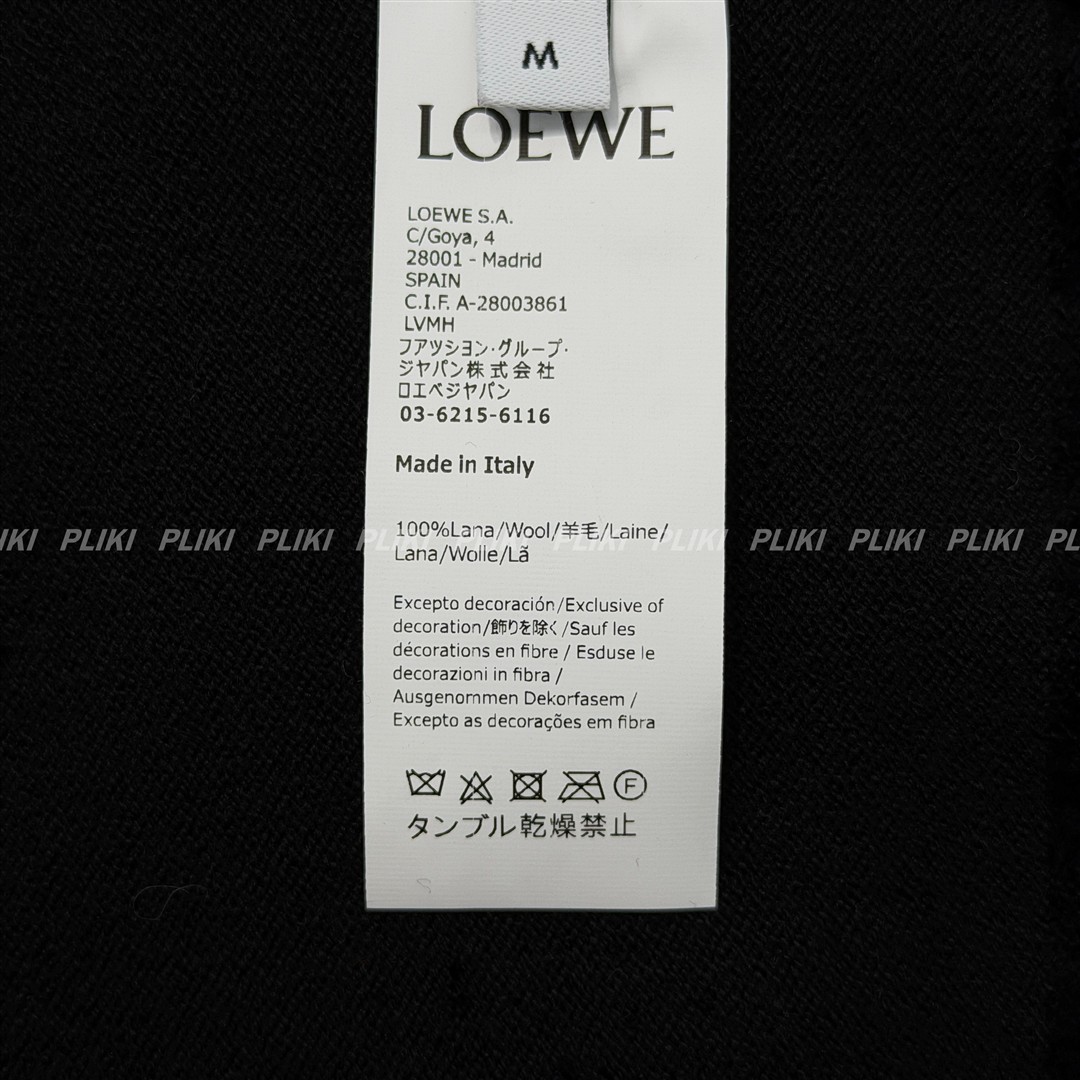 M
LOEWE
LOEWE S.A.
C/Goya, 4
28001 - Madrid
SPAIN
C.I.F. A-28003861
LVMH
フアツシヨン･グループ･
ジヤパン株式会社
ロエベジヤパン
03-6215-6116
Made in Italy
100%Lana/Wool/羊毛/Laine/
Lana/Wolle/Lã
IKI PLIKI PLIKI PLIKI PLIKI PLIKI PLIKI PLIKI PLIKI PLIKI PL
Excepto decoración/Exclusive of
decoration/飾りを除く/Sauf les
décorations en fibre / Esduse le
decorazioni in fibra /
Ausgenommen Dekorfasem /
Excepto as decorações em fibra
F
タンブル乾燥禁止